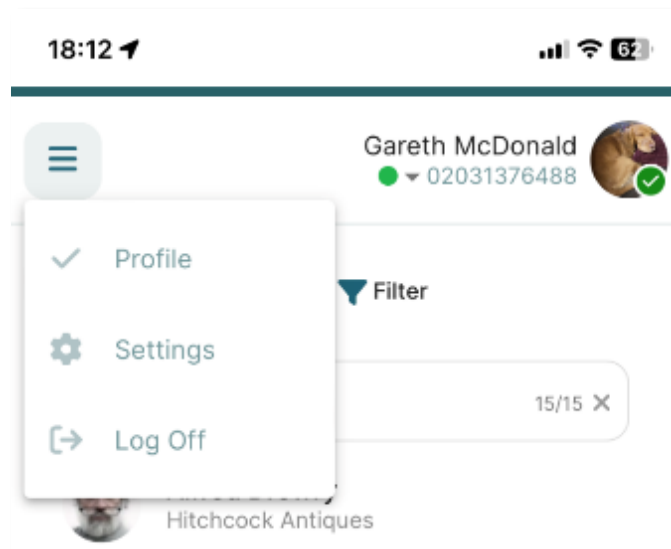 18:12
62
Gareth McDonald
02031376488
Profile
Filter
Settings
15/15
Log Off
Hitchcock Antiques